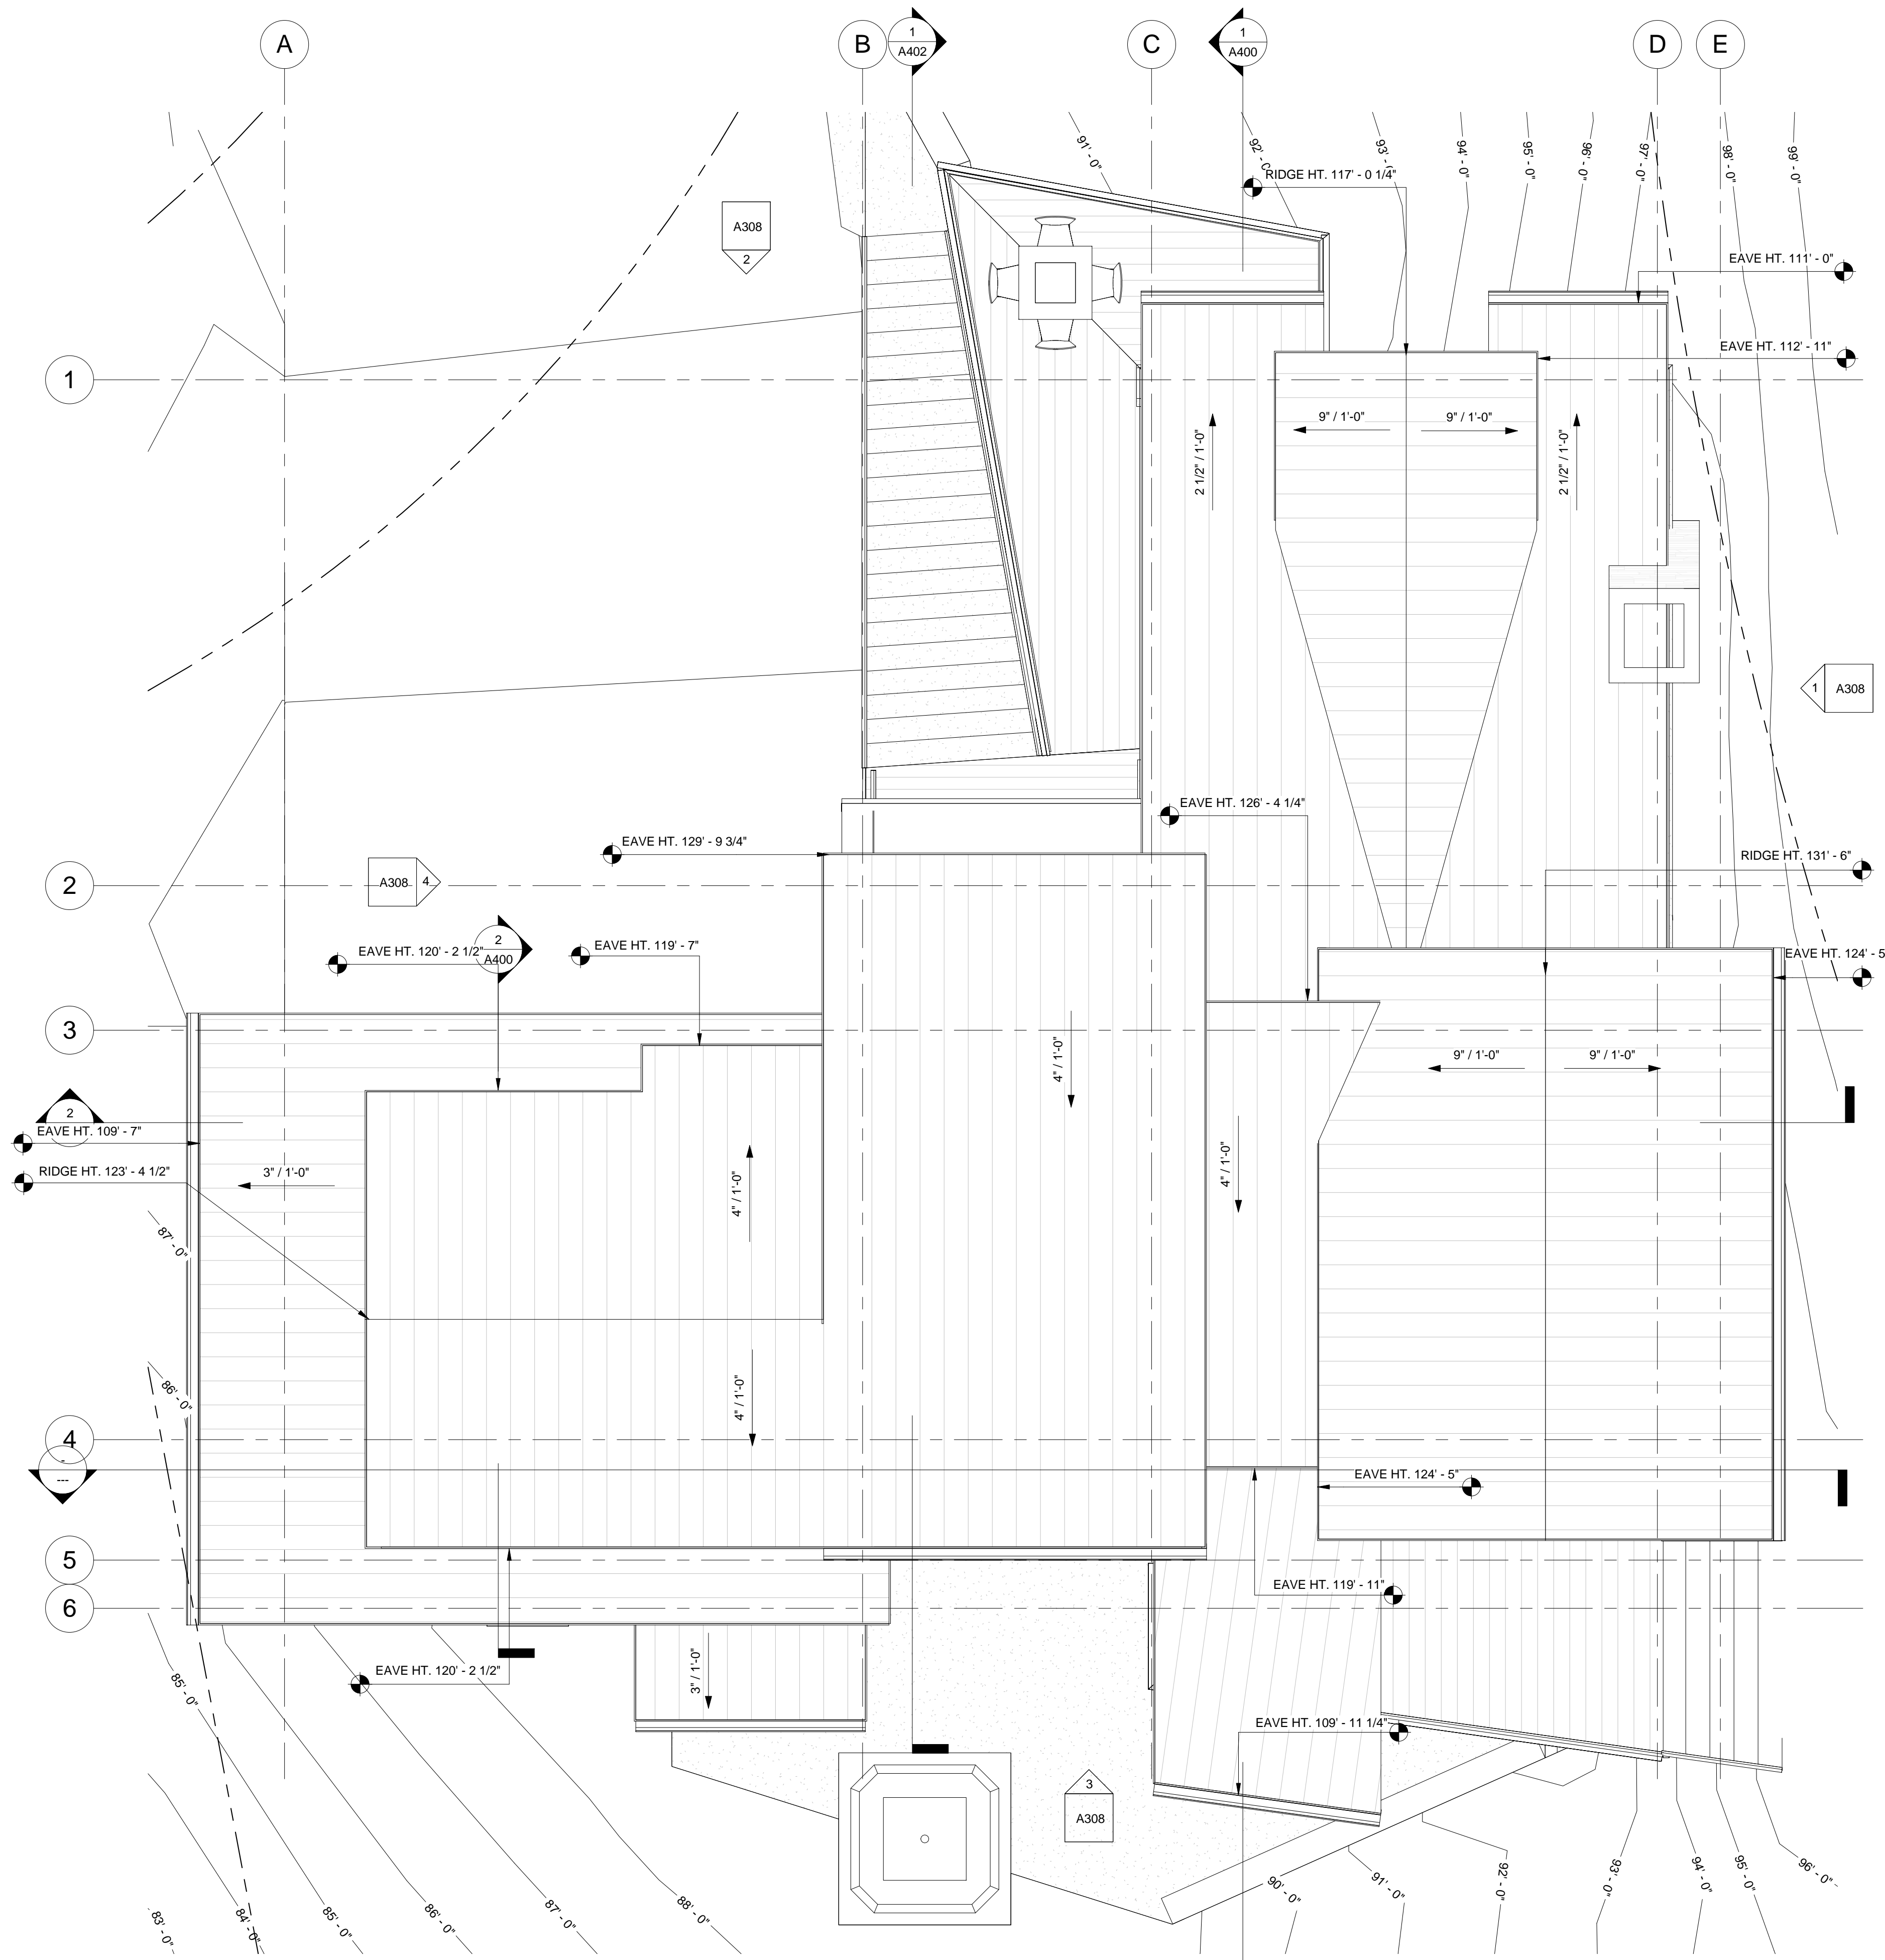 A
B
1
A402
C
1
A400
D
E
91' - 0"
92' - 0
93' - 0"
94' - 0"
95' - 0"
96' - 0"
97' - 0"
98' - 0"
99' - 0"
RIDGE HT. 117' - 0 1/4"
A308
2
EAVE HT. 111' - 0"
EAVE HT. 112' - 11"
1
9" / 1'-0"
9" / 1'-0"
2 1/2" / 1'-0"
2 1/2" / 1'-0"
1
A308
EAVE HT. 126' - 4 1/4"
EAVE HT. 129' - 9 3/4"
RIDGE HT. 131' - 6"
2
A308
4
EAVE HT. 120' - 2 1/2"
2
A400
EAVE HT. 119' - 7"
EAVE HT. 124' - 5
3
4" / 1'-0"
9" / 1'-0"
9" / 1'-0"
2
EAVE HT. 109' - 7"
RIDGE HT. 123' - 4 1/2"
3" / 1'-0"
4" / 1'-0"
4" / 1'-0"
87' - 0"
86' - 0"
4" / 1'-0"
4
-
---
EAVE HT. 124' - 5"
5
6
EAVE HT. 119' - 11"
EAVE HT. 120' - 2 1/2"
3" / 1'-0"
85' - 0"
EAVE HT. 109' - 11 1/4"
3
A308
83' - 0"
84' - 0"
85' - 0"
86' - 0"
87' - 0"
88' - 0"
90' - 0"
91' - 0"
92' - 0"
93' - 0"
94' - 0"
95' - 0"
96' - 0"